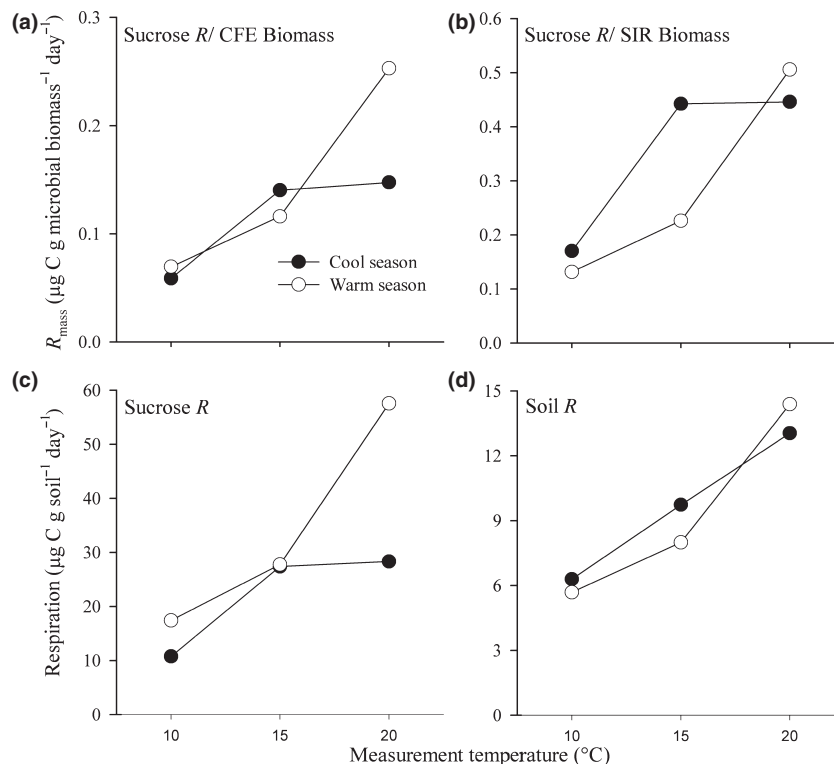 (a)
Sucrose R/ CFE Biomass
0.3
0.2
0.1
0.0
R_mass (µg C g microbial biomass⁻¹ day⁻¹)
Cool season
Warm season
(b)
Sucrose R/ SIR Biomass
0.6
0.5
0.4
0.3
0.2
0.1
0.0
(c)
Sucrose R
60
50
40
30
20
10
0
Respiration (µg C g soil⁻¹ day⁻¹)
10 15 20
(d)
Soil R
15
12
9
6
3
0
10 15 20
Measurement temperature (°C)